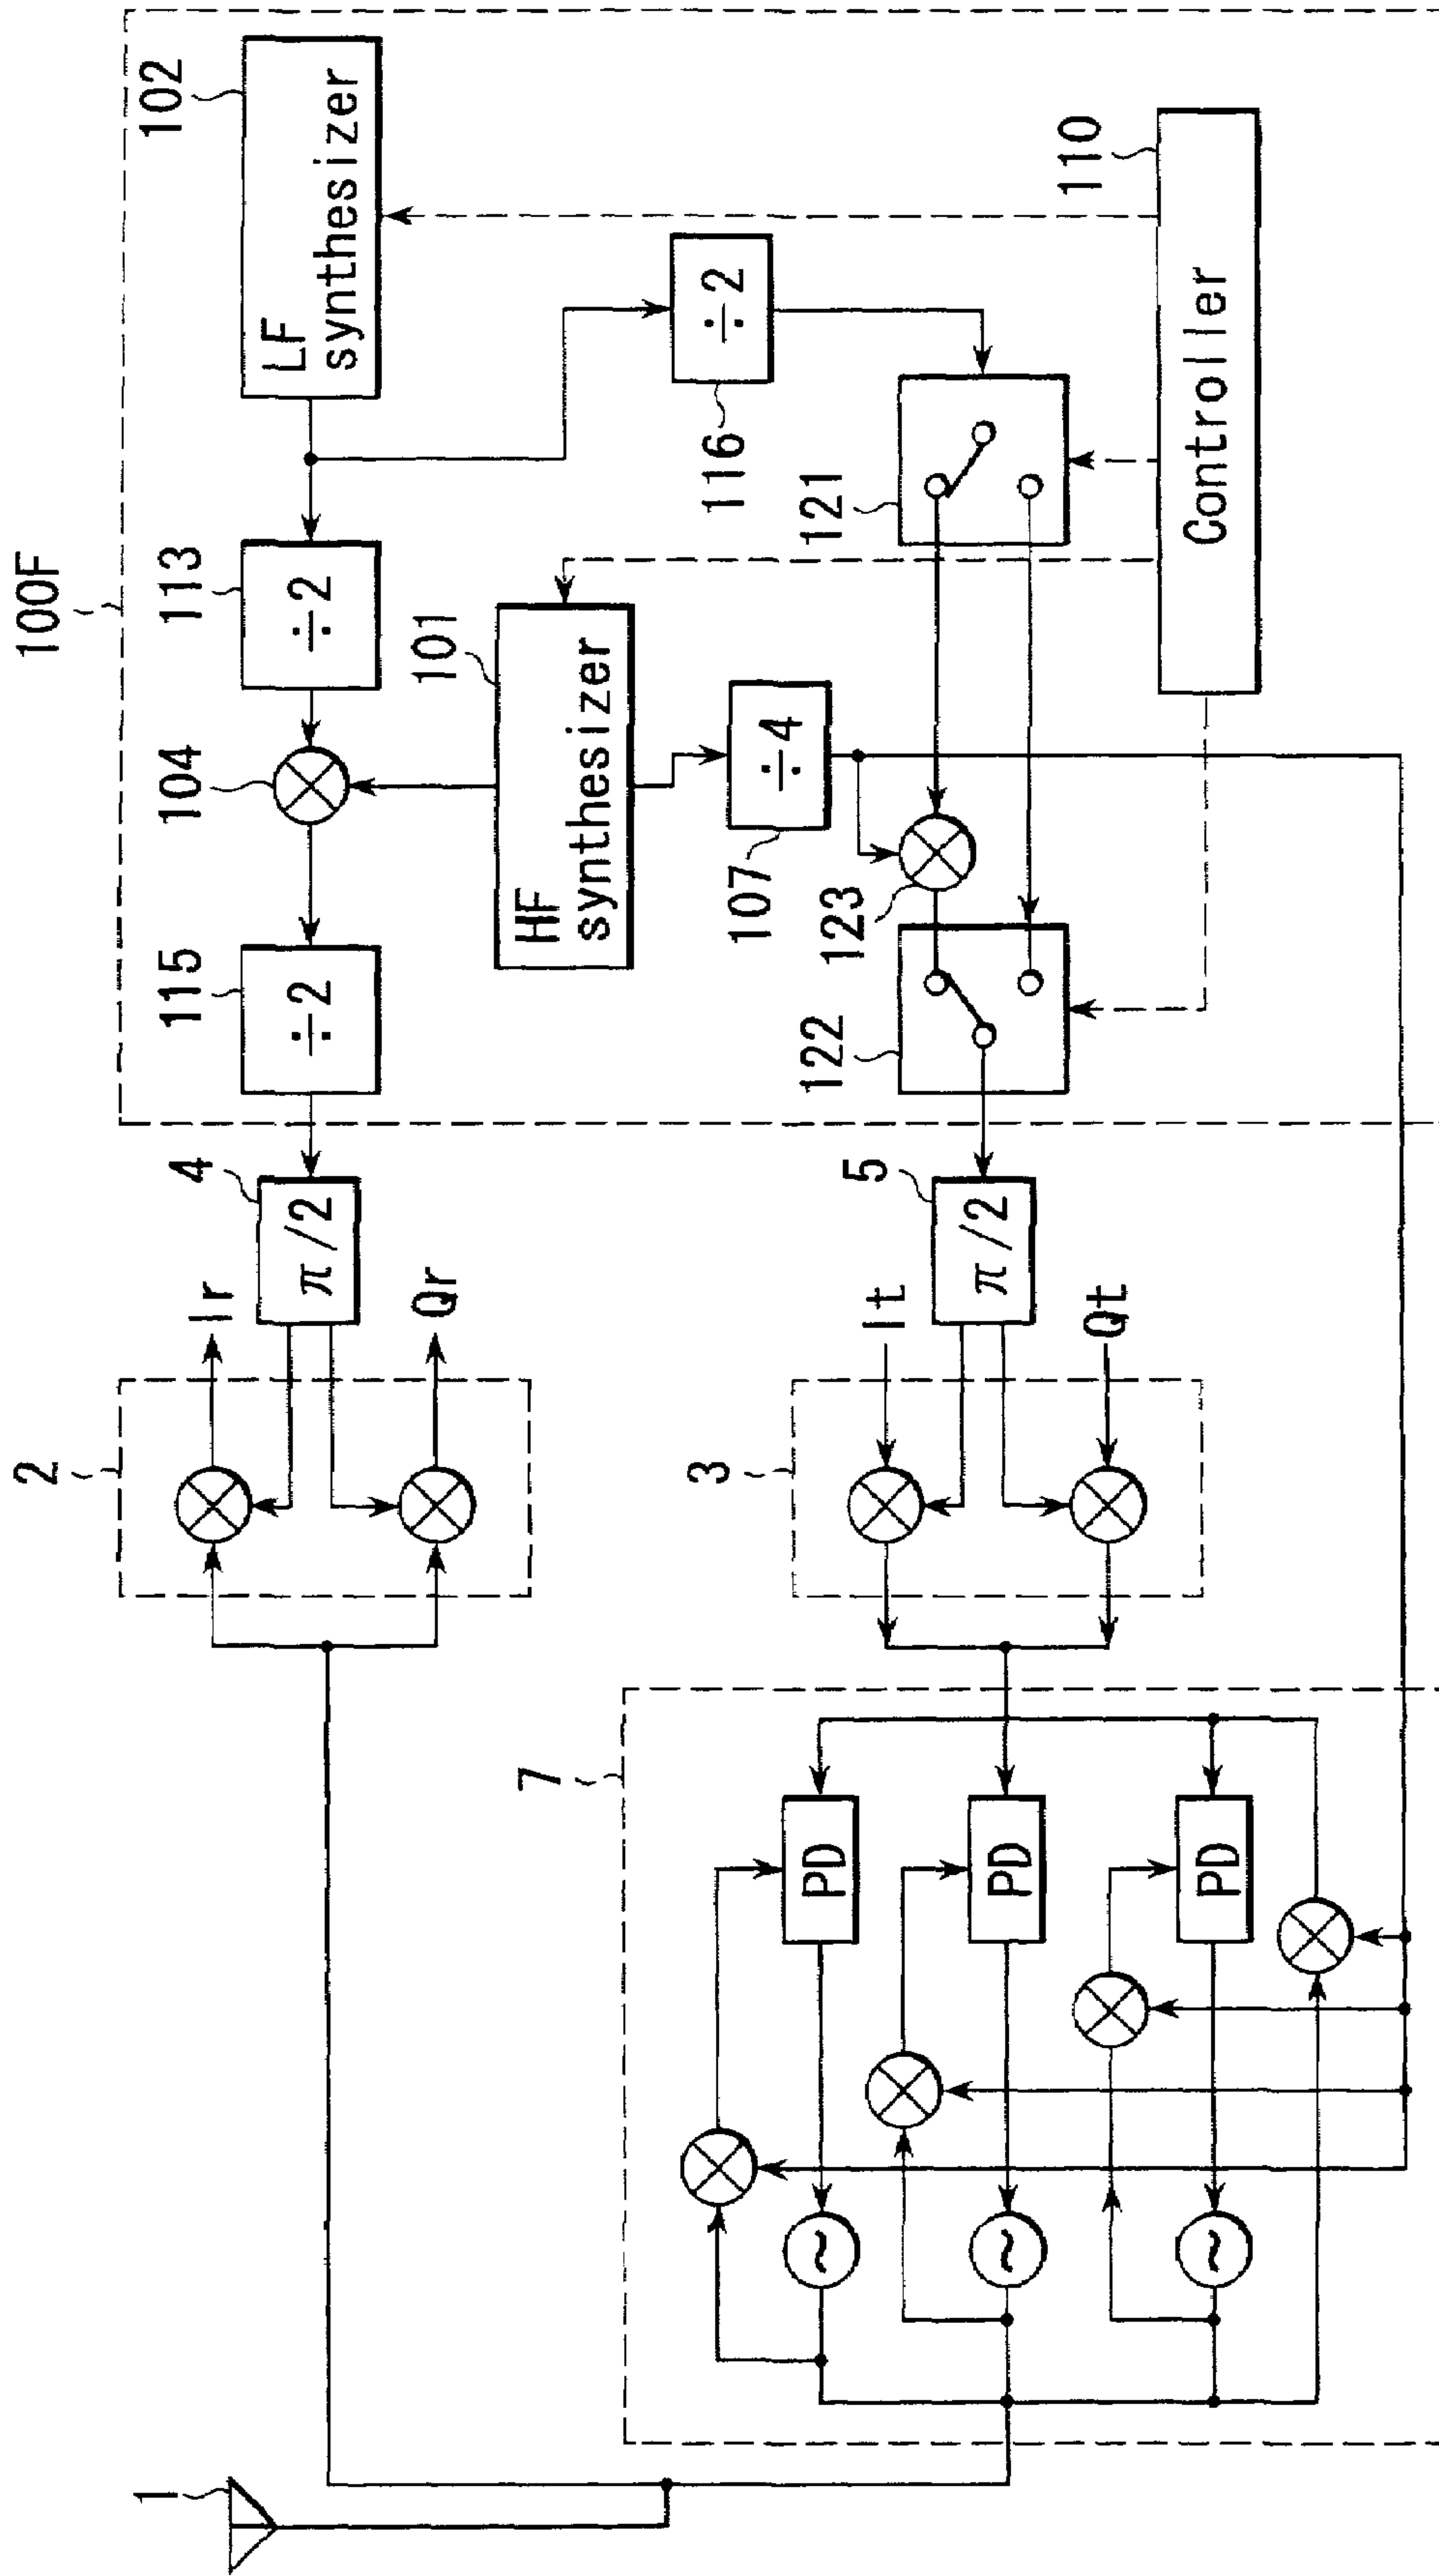 100F
102
LF
synthesizer
113
÷2
104
115
÷2
101
HF
synthesizer
116
÷2
107
÷4
121
123
122
110
Controller
4
π/2
2
Ir
Qr
5
π/2
3
It
Qt
7
PD
PD
PD
1